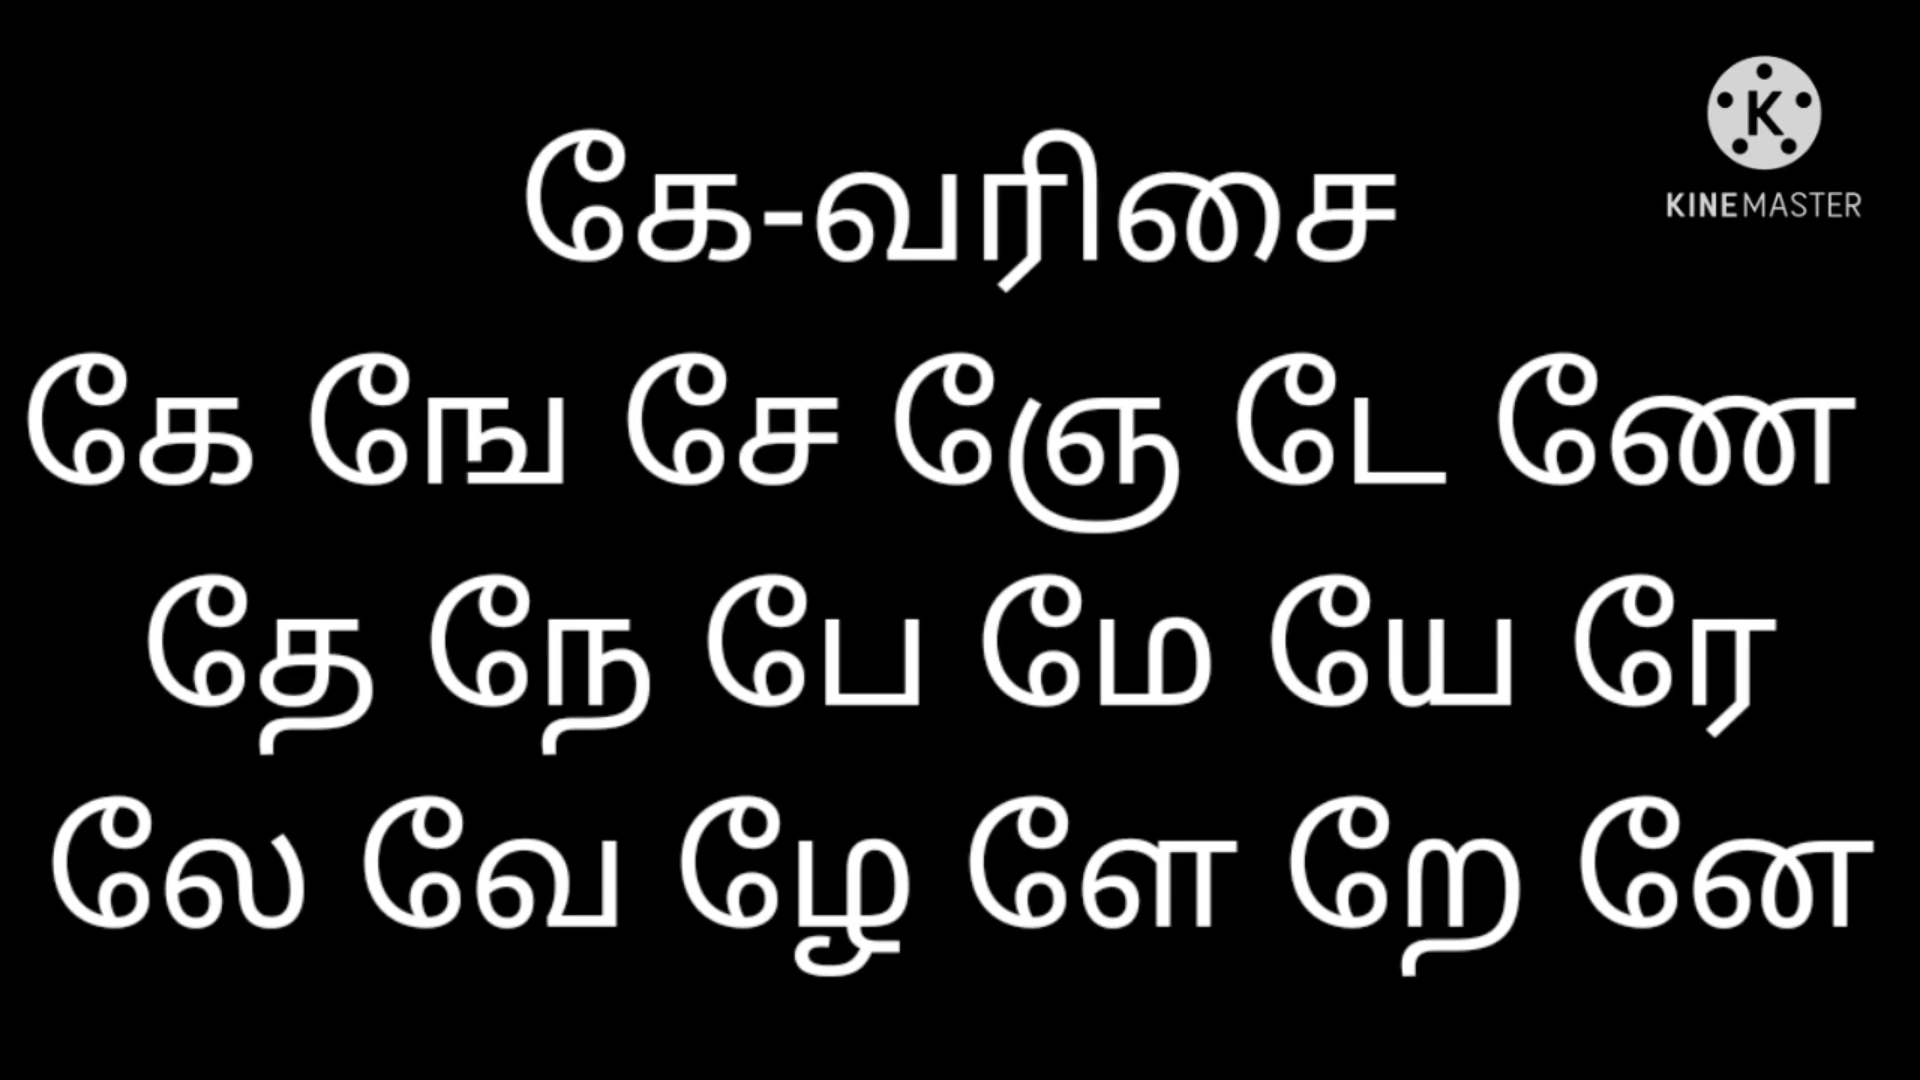 கே-வரிசை
K
KINEMASTER
கே ஙே சே ஞே டே ணே
தே நே பே மே யே ரே
லே வே ழே ளே றே னே